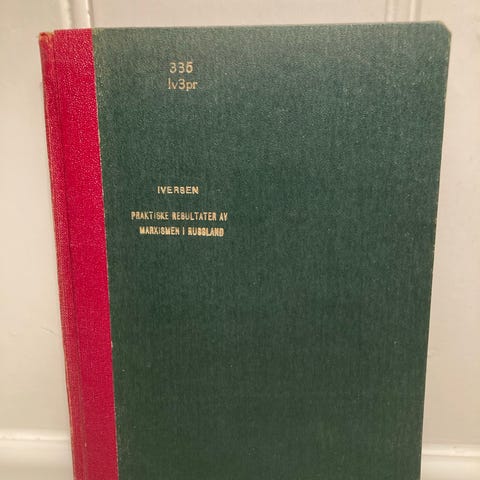 335
Iv3pr
IVERSEN
PRAKTISKE RESULTATER AV
MARXISMEN I RUSSLAND